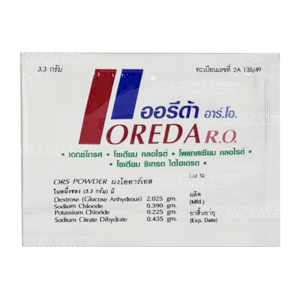 3.3 กรัม
ทะเบียนเลขที่ 2A 135/49
ออรีด้า อาร์.โอ.
OREDA R.O.
• เดกซ์โทรส • โซเดียม คลอไรด์ • โพแทสเซียม คลอไรด์
• โซเดียม ซิเทรต ไดไฮเดรต
ORS POWDER ผงโออาร์เอส
Lot Nr.
ในหนึ่งซอง (3.3 กรัม) มี
Dextrose (Glucose Anhydrous) 2.025 gm.
Sodium Chloride 0.390 gm.
Potassium Chloride 0.225 gm.
Sodium Citrate Dihydrate 0.435 gm.
ผลิต
(Mfd.)
ยาสิ้นอายุ
(Exp. Date)